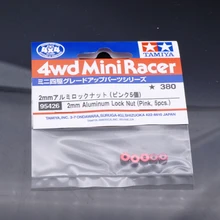 TAMIYA
4wd Mini Racer
ミニ四駆グレードアップパーツシリーズ
2mmアルミロックナット(ピンク5個)
★ 380
95426
2mm Aluminum Lock Nut (Pink, 5pcs.)
TAMIYA, INC.